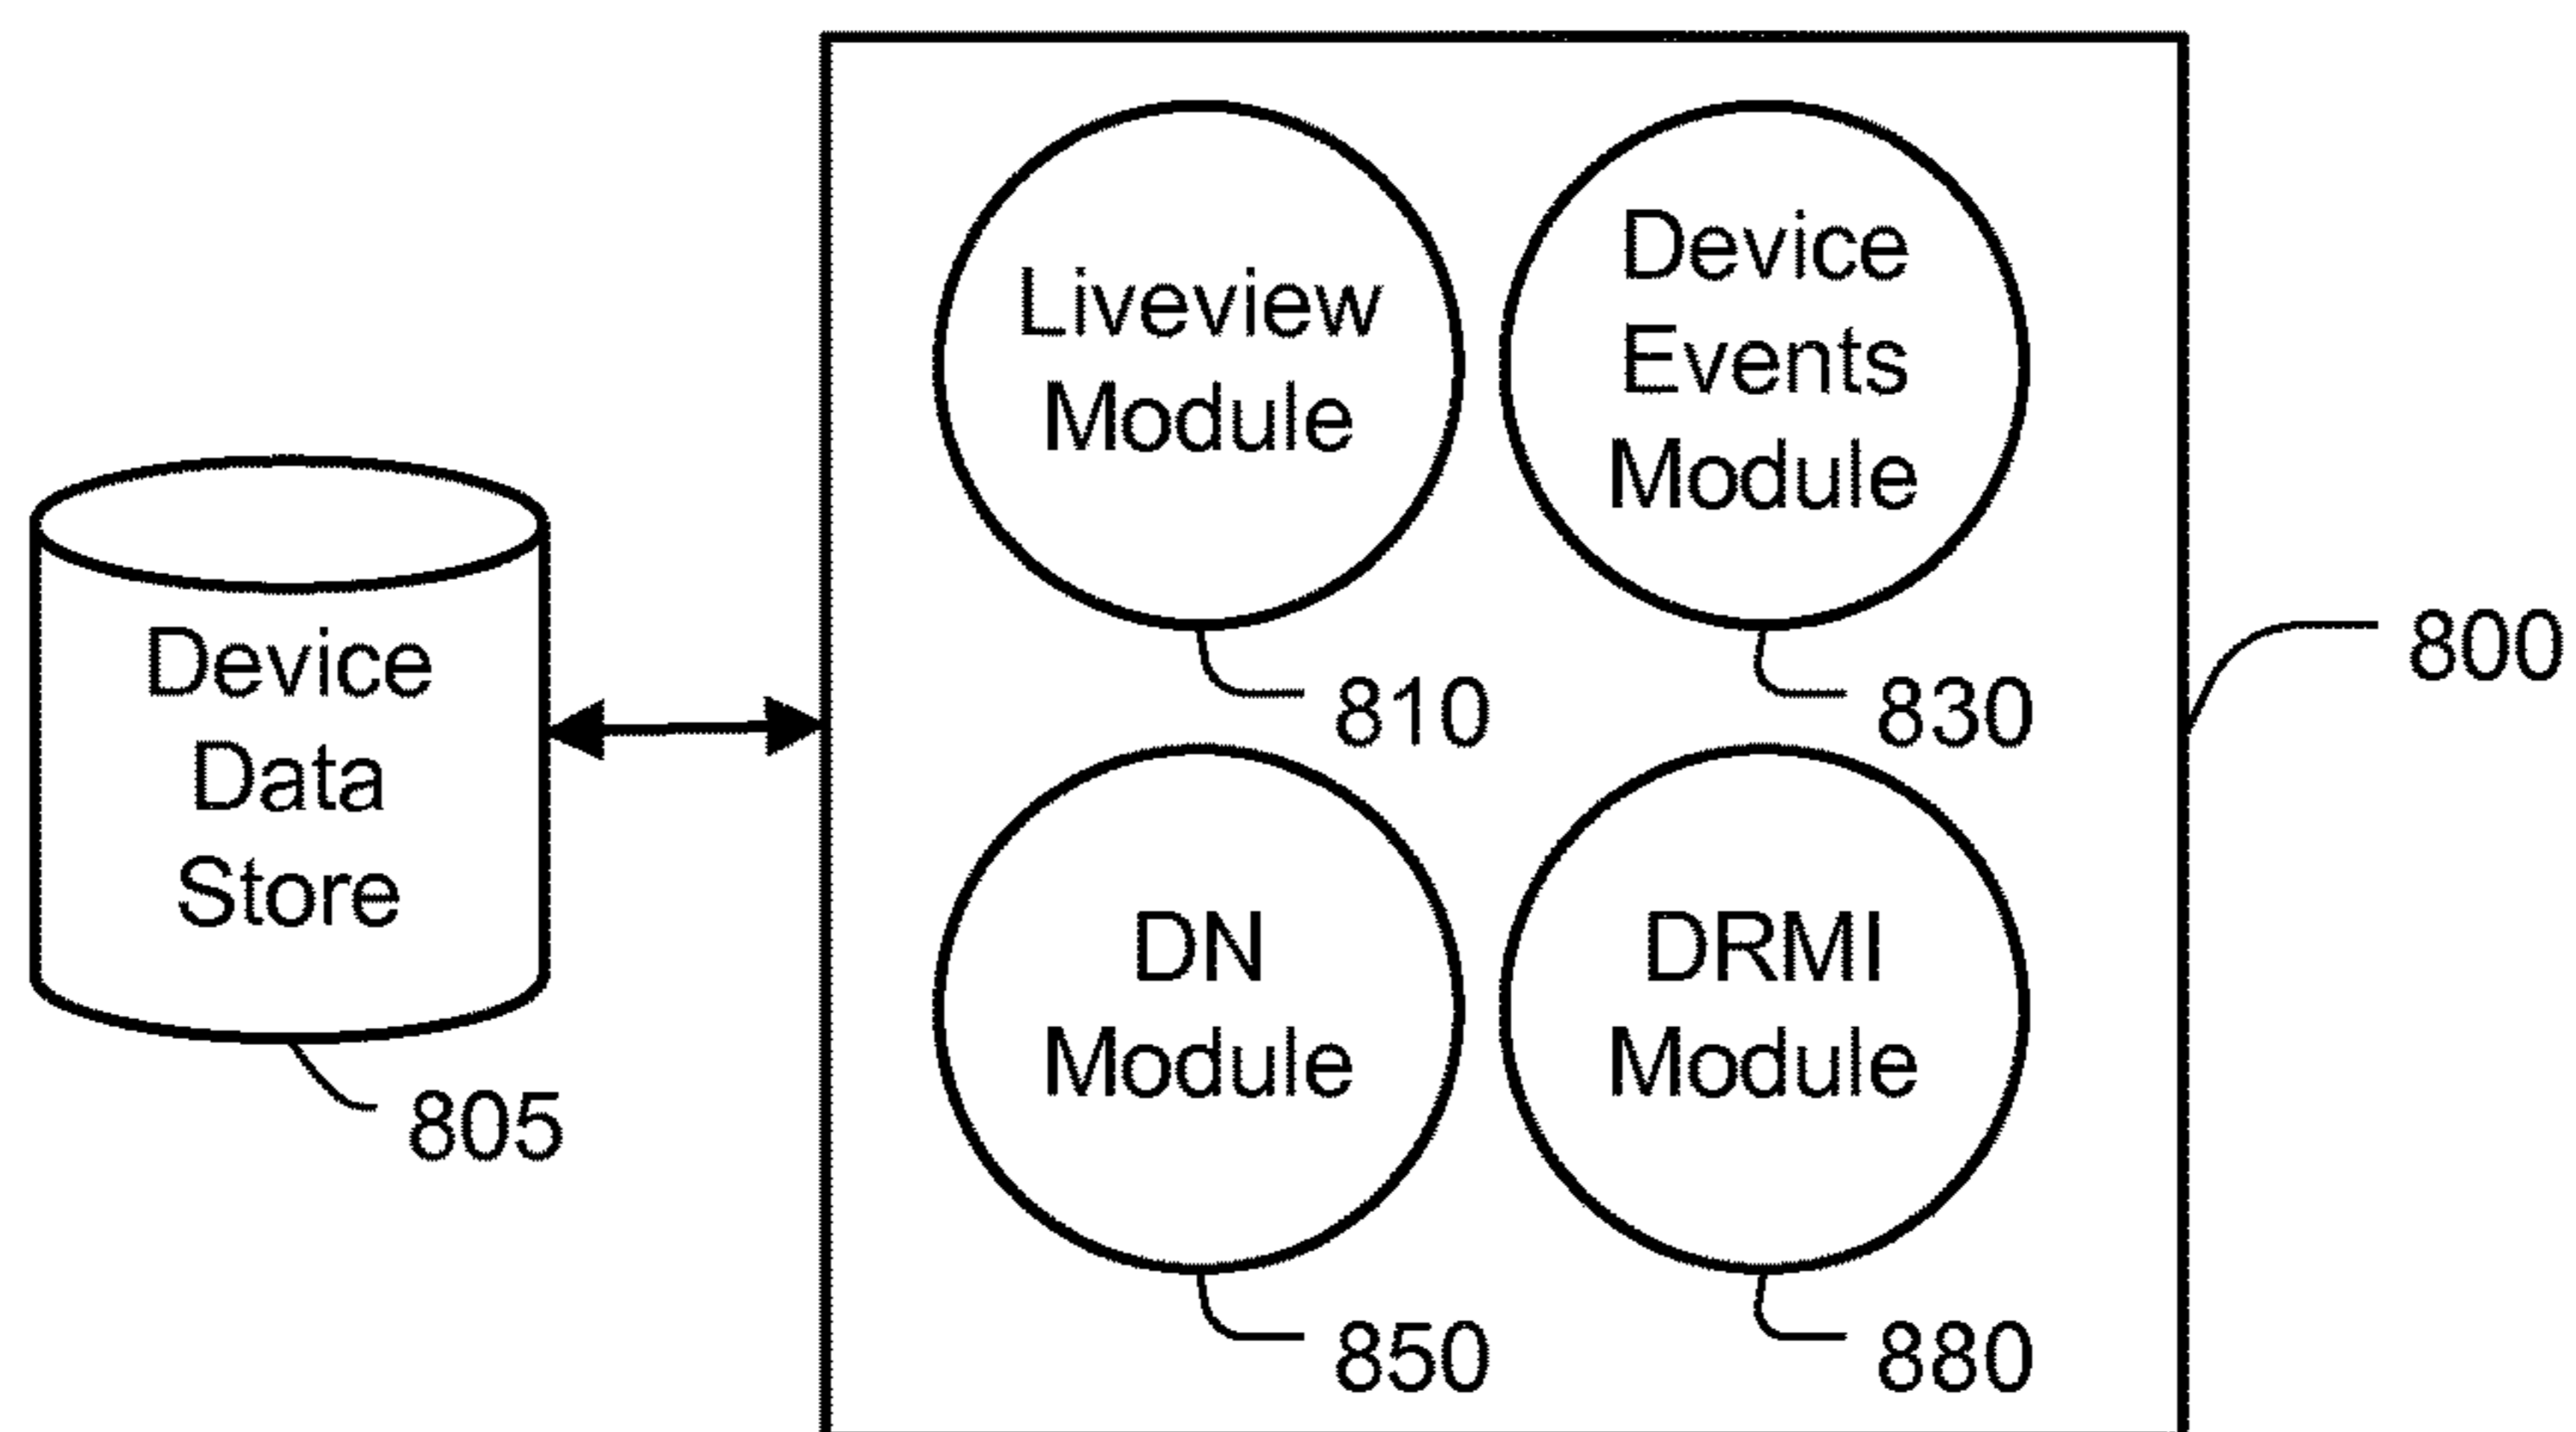 Liveview
Module
810
Device
Events
Module
830
800
Device
Data
Store
805
DN
Module
850
DRMI
Module
880